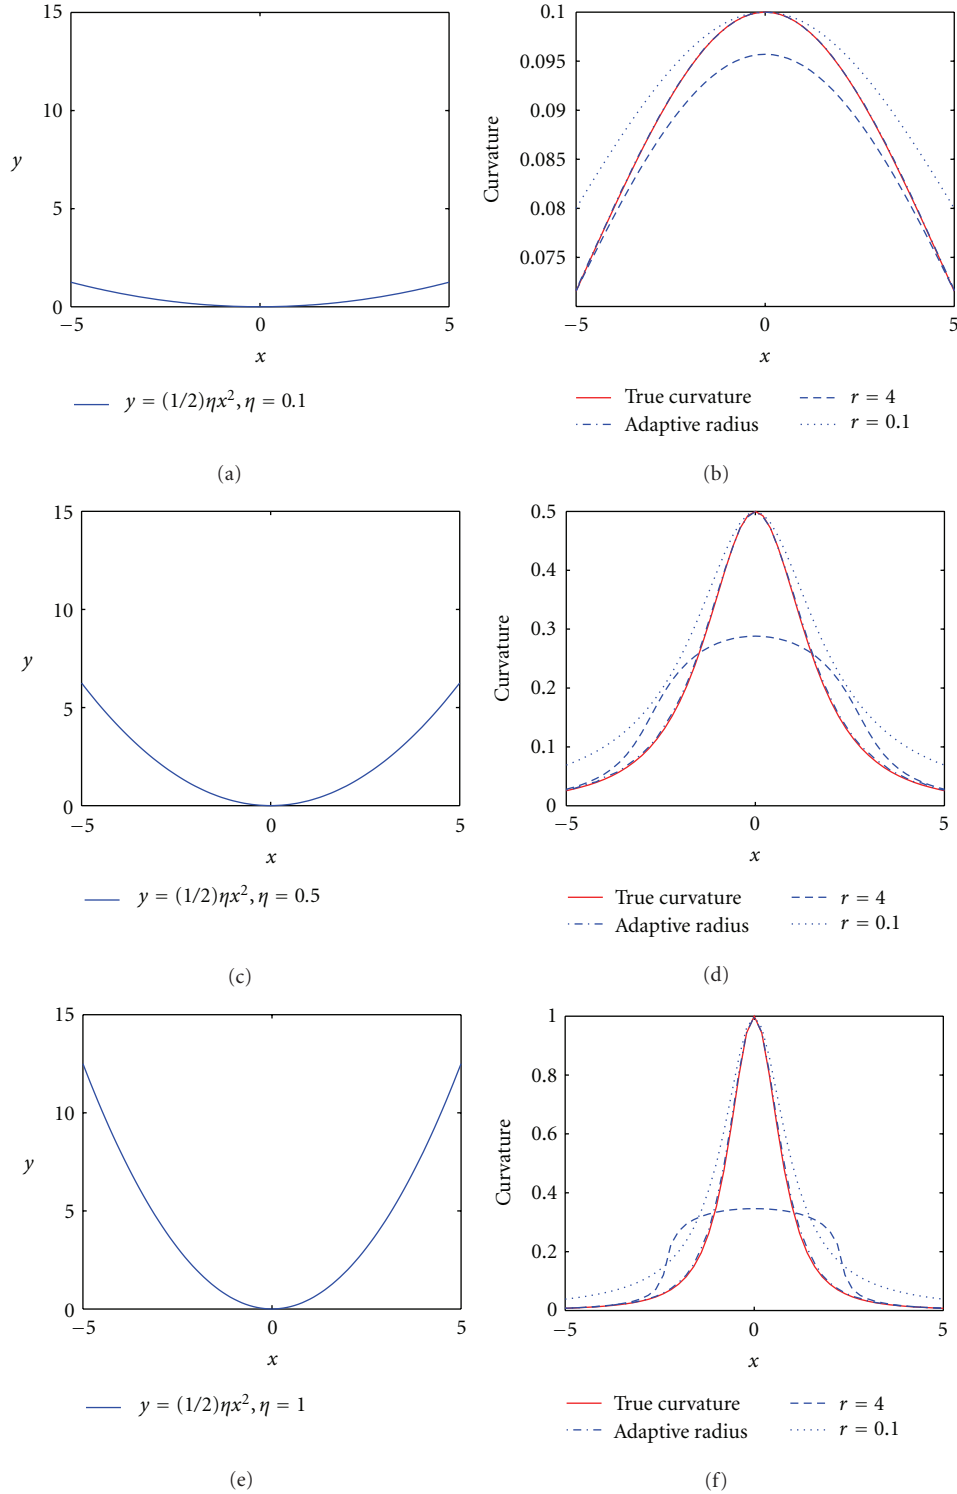 15
10
y
5
0
−5 0 5
x
y = (1/2)ηx², η = 0.1
(a)
0.1
0.095
0.09
Curvature
0.085
0.08
0.075
−5 0 5
x
True curvature
Adaptive radius
r = 4
r = 0.1
(b)
15
10
y
5
0
−5 0 5
x
y = (1/2)ηx², η = 0.5
(c)
0.5
0.4
0.3
Curvature
0.2
0.1
0
−5 0 5
x
True curvature
Adaptive radius
r = 4
r = 0.1
(d)
15
10
y
5
0
−5 0 5
x
y = (1/2)ηx², η = 1
(e)
1
0.8
0.6
Curvature
0.4
0.2
0
−5 0 5
x
True curvature
Adaptive radius
r = 4
r = 0.1
(f)